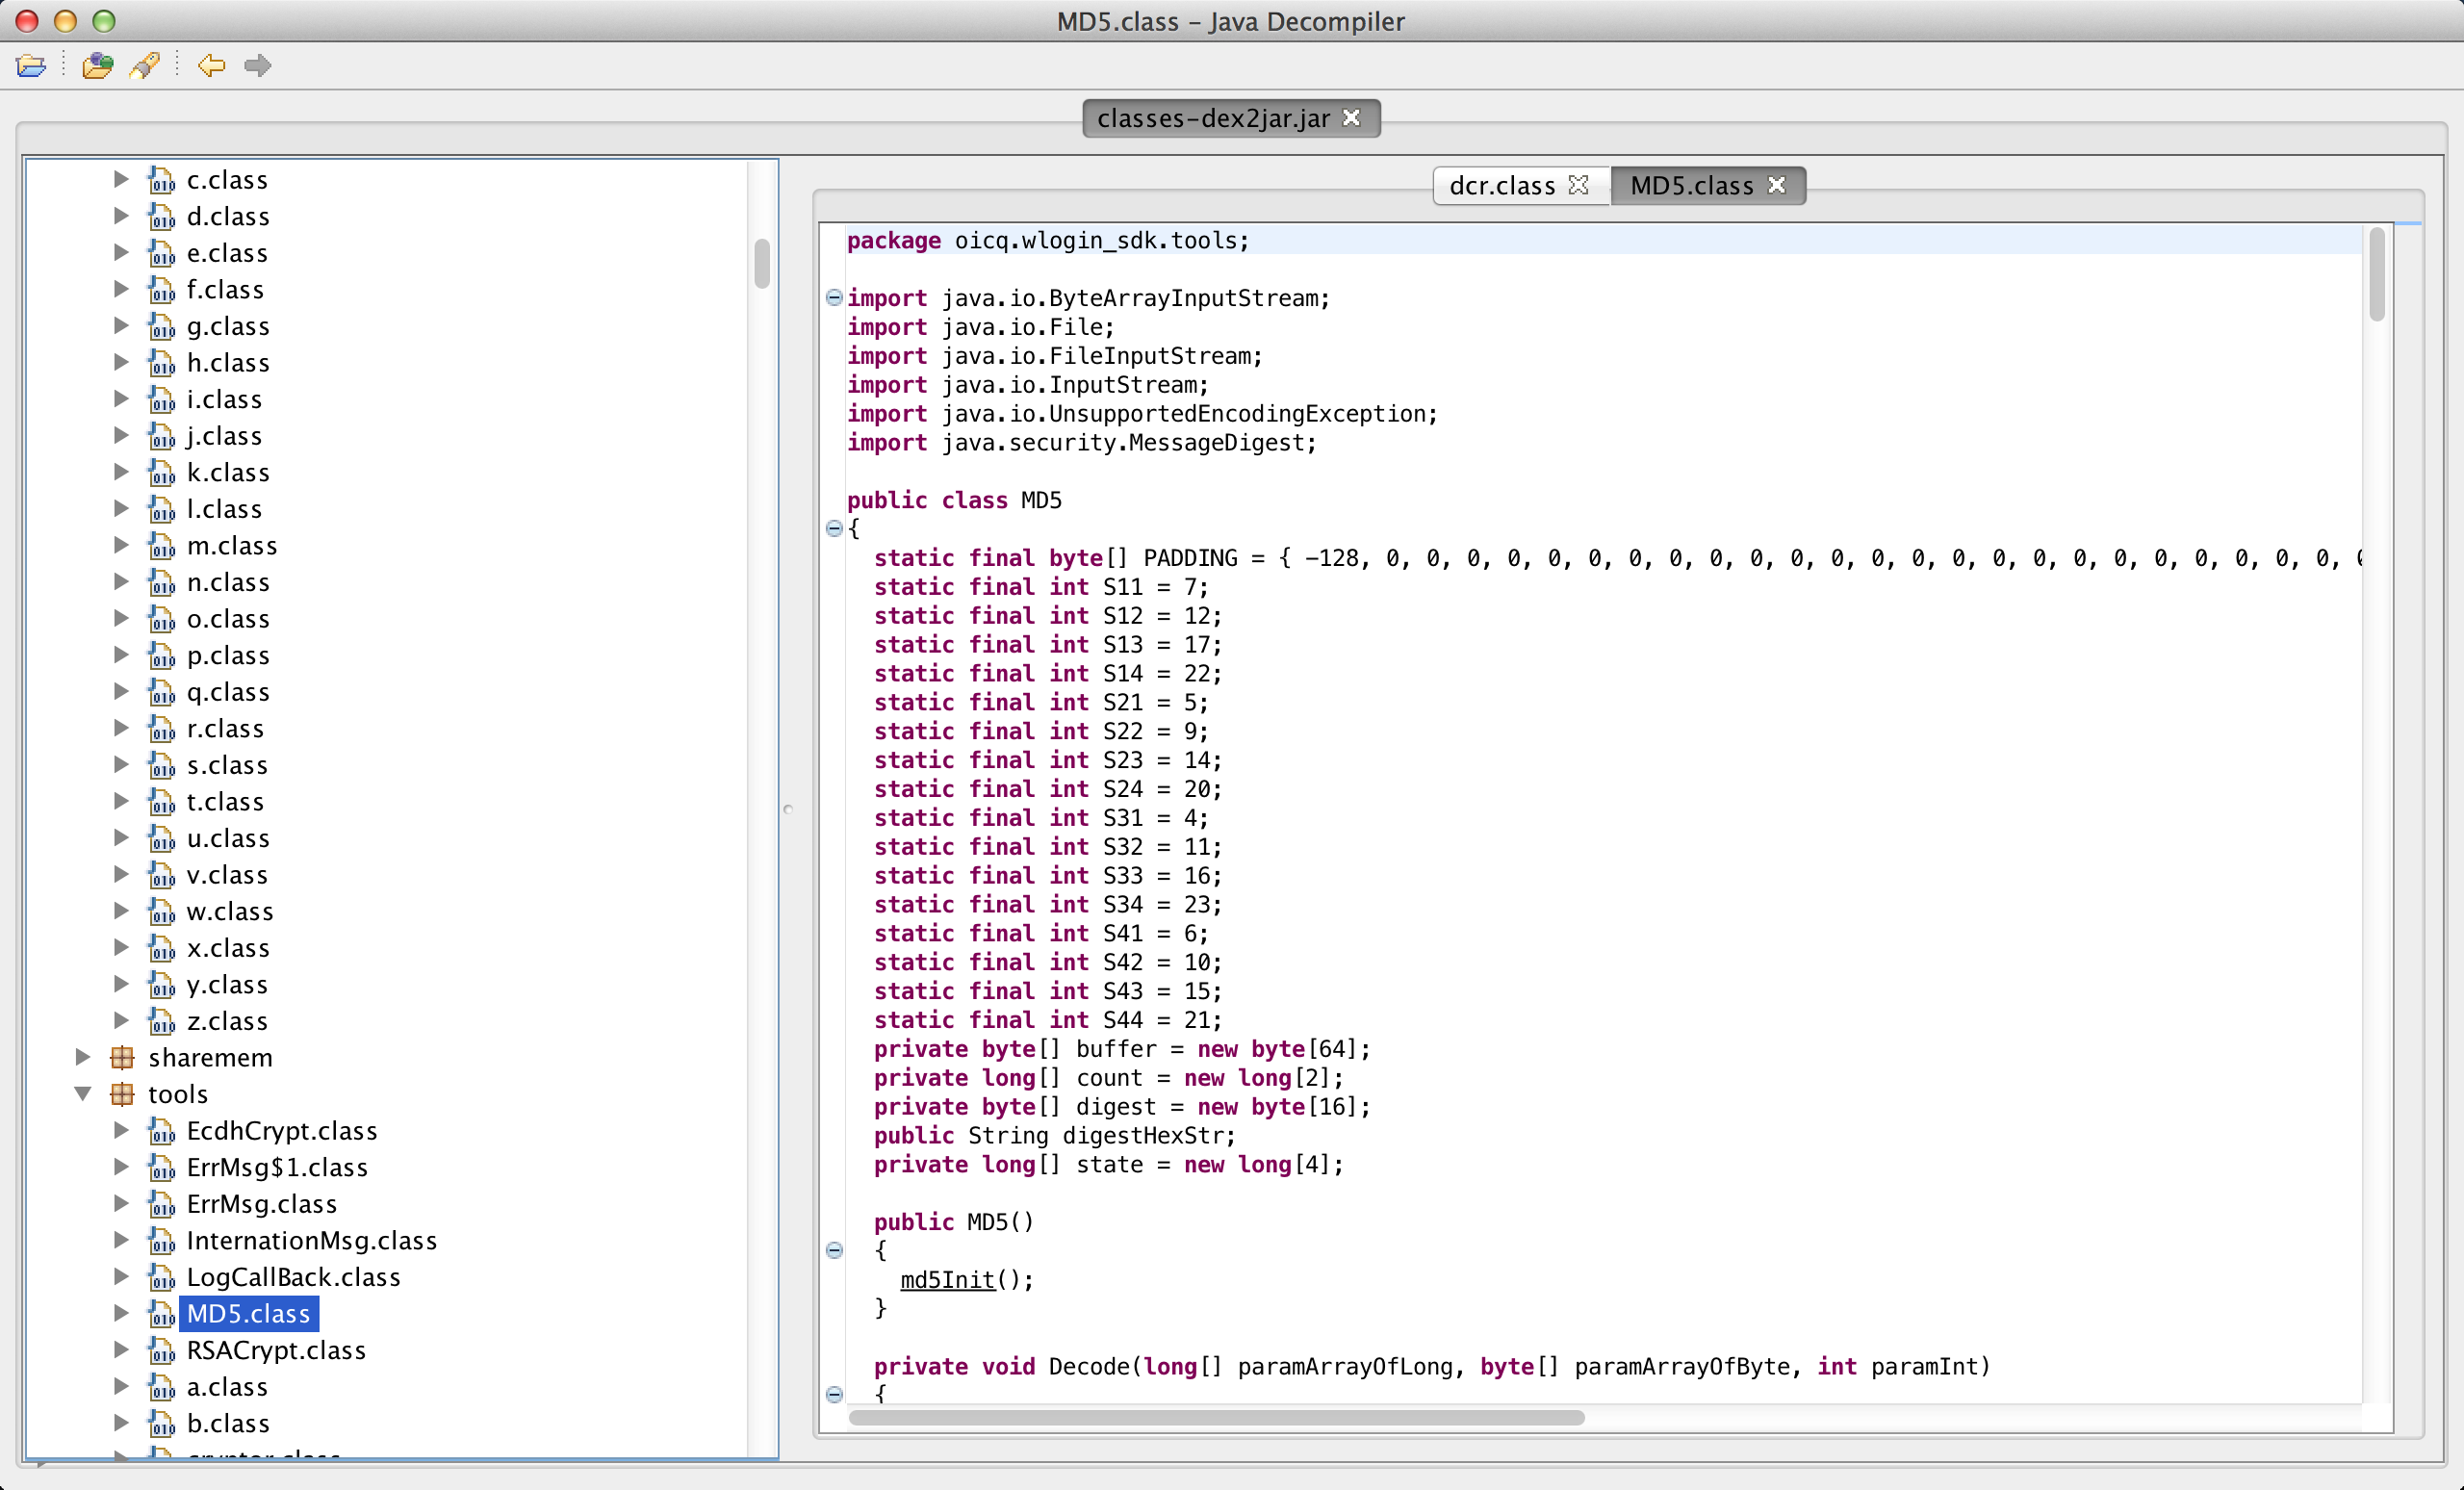 MD5.class – Java Decompiler
classes-dex2jar.jar
c.class
d.class
e.class
f.class
g.class
h.class
i.class
j.class
k.class
l.class
m.class
n.class
o.class
p.class
q.class
r.class
s.class
t.class
u.class
v.class
w.class
x.class
y.class
z.class
sharemem
tools
EcdhCrypt.class
ErrMsg$1.class
ErrMsg.class
InternationMsg.class
LogCallBack.class
MD5.class
RSACrypt.class
a.class
b.class
cryptor.class
dcr.class MD5.class
package oicq.wlogin_sdk.tools;
import java.io.ByteArrayInputStream;
import java.io.File;
import java.io.FileInputStream;
import java.io.InputStream;
import java.io.UnsupportedEncodingException;
import java.security.MessageDigest;
public class MD5
{
static final byte[] PADDING = { -128, 0, 0, 0, 0, 0, 0, 0, 0, 0, 0, 0, 0, 0, 0, 0, 0, 0, 0, 0, 0, 0, 0, 0, 0, 0
static final int S11 = 7;
static final int S12 = 12;
static final int S13 = 17;
static final int S14 = 22;
static final int S21 = 5;
static final int S22 = 9;
static final int S23 = 14;
static final int S24 = 20;
static final int S31 = 4;
static final int S32 = 11;
static final int S33 = 16;
static final int S34 = 23;
static final int S41 = 6;
static final int S42 = 10;
static final int S43 = 15;
static final int S44 = 21;
private byte[] buffer = new byte[64];
private long[] count = new long[2];
private byte[] digest = new byte[16];
public String digestHexStr;
private long[] state = new long[4];
public MD5()
{
md5Init();
}
private void Decode(long[] paramArrayOfLong, byte[] paramArrayOfByte, int paramInt)
{